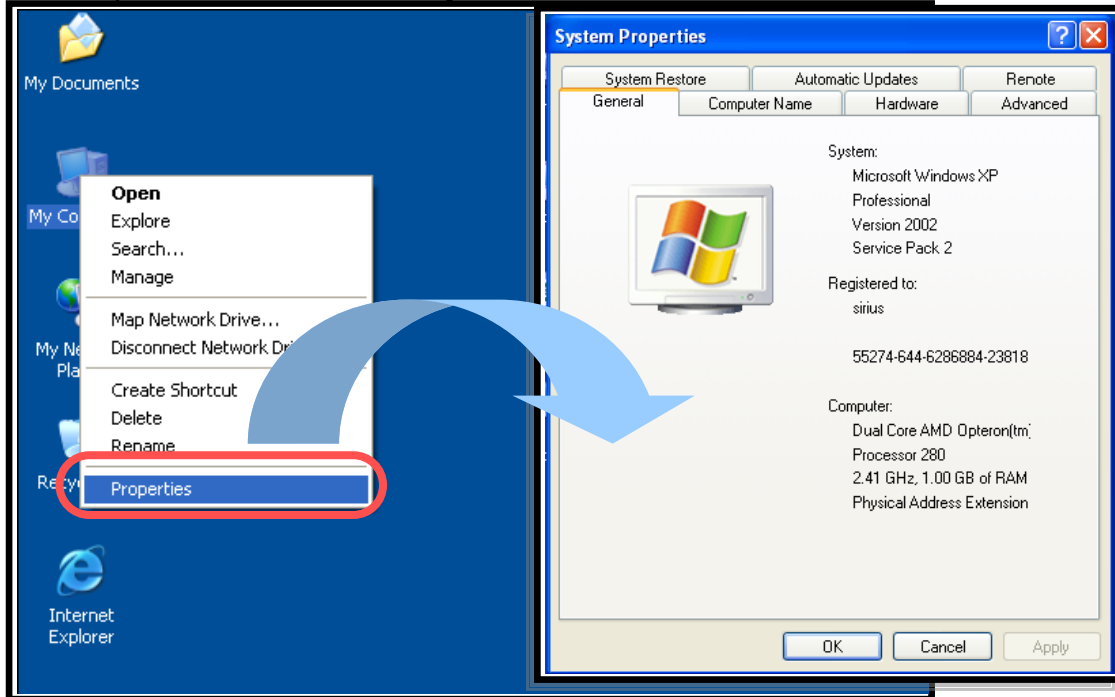 My Documents
My Co
Open
Explore
Search...
Manage
Map Network Drive...
Disconnect Network Dri
My Ne
Pla
Create Shortcut
Delete
Rename
Recy
Properties
Internet
Explorer
System Properties
System Restore
Automatic Updates
Remote
General
Computer Name
Hardware
Advanced
System:
Microsoft Windows XP
Professional
Version 2002
Service Pack 2
Registered to:
sirius
55274-644-6286884-23818
Computer:
Dual Core AMD Opteron(tm)
Processor 280
2.41 GHz, 1.00 GB of RAM
Physical Address Extension
OK
Cancel
Apply